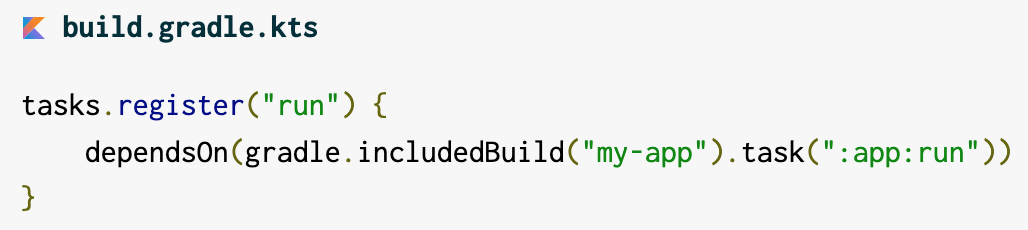 build.gradle.kts
tasks.register("run") {
    dependsOn(gradle.includedBuild("my-app").task(":app:run"))
}